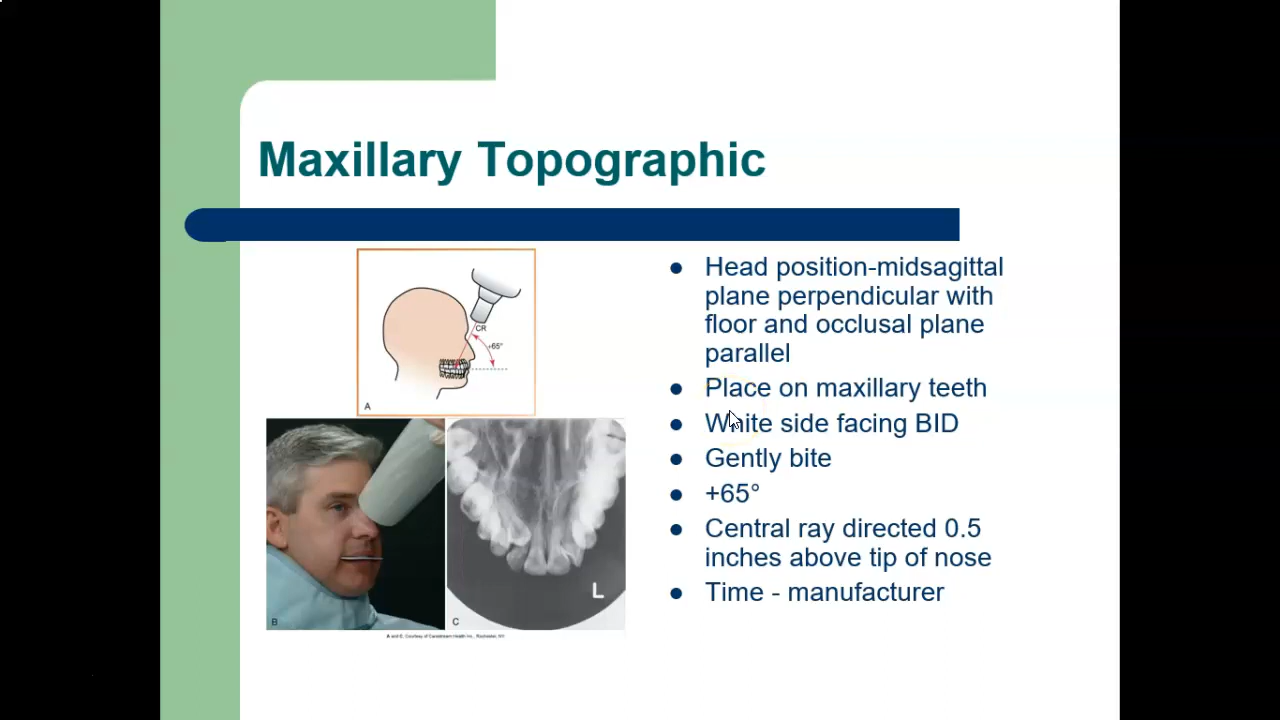 Maxillary Topographic
CR
+65°
A
B
C
L
A and C, Courtesy of Carestream Health Inc., Rochester, NY
Head position-midsagittal
plane perpendicular with
floor and occlusal plane
parallel
Place on maxillary teeth
White side facing BID
Gently bite
+65°
Central ray directed 0.5
inches above tip of nose
Time - manufacturer